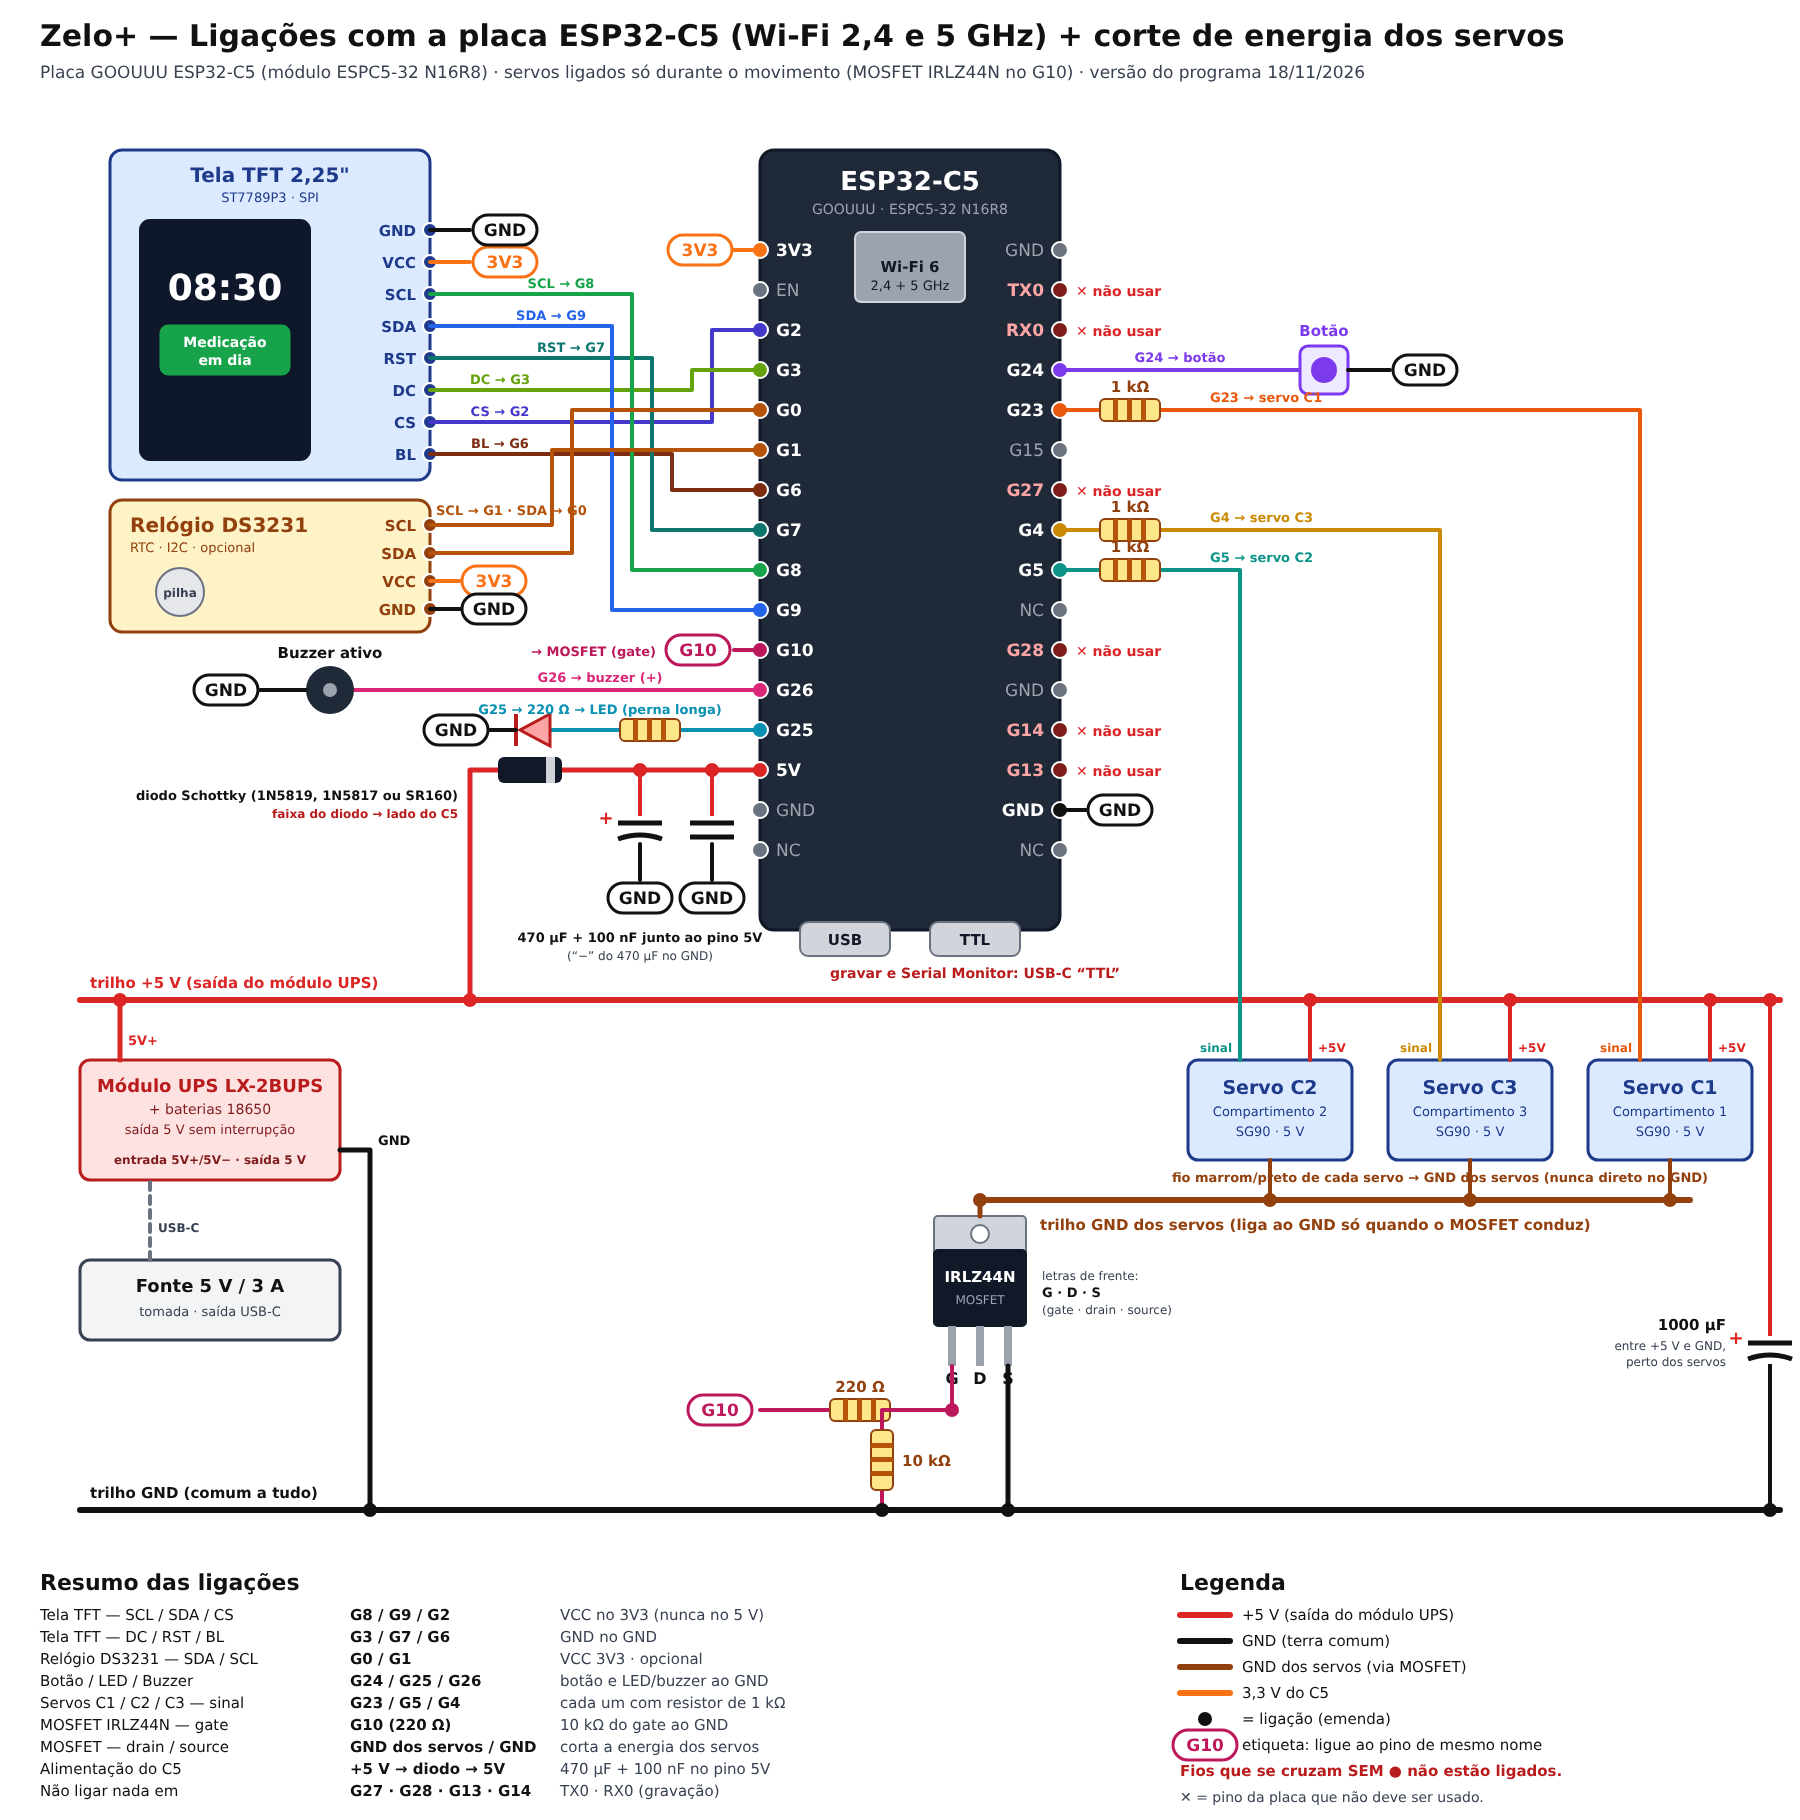 Zelo+ — Ligações com a placa ESP32-C5 (Wi-Fi 2,4 e 5 GHz) + corte de energia dos servos
Placa GOOUUU ESP32-C5 (módulo ESPC5-32 N16R8) · servos ligados só durante o movimento (MOSFET IRLZ44N no G10) · versão do programa 18/11/2026
Tela TFT 2,25"
ST7789P3 · SPI
08:30
Medicação
em dia
GND
VCC
SCL
SDA
RST
DC
CS
BL
GND
3V3
SCL → G8
SDA → G9
RST → G7
DC → G3
CS → G2
BL → G6
Relógio DS3231
RTC · I2C · opcional
pilha
SCL
SDA
VCC
GND
SCL → G1 · SDA → G0
3V3
GND
Buzzer ativo
GND
→ MOSFET (gate)
G10
G26 → buzzer (+)
G25 → 220 Ω → LED (perna longa)
GND
diodo Schottky (1N5819, 1N5817 ou SR160)
faixa do diodo → lado do C5
+
GND
GND
470 µF + 100 nF junto ao pino 5V
(“−” do 470 µF no GND)
3V3
ESP32-C5
GOOUUU · ESPC5-32 N16R8
Wi-Fi 6
2,4 + 5 GHz
3V3
EN
G2
G3
G0
G1
G6
G7
G8
G9
G10
G26
G25
5V
GND
NC
GND
TX0
RX0
G24
G23
G15
G27
G4
G5
NC
G28
GND
G14
G13
GND
NC
USB
TTL
gravar e Serial Monitor: USB-C “TTL”
✕ não usar
✕ não usar
Botão
G24 → botão
GND
1 kΩ
G23 → servo C1
✕ não usar
1 kΩ
G4 → servo C3
1 kΩ
G5 → servo C2
✕ não usar
✕ não usar
✕ não usar
GND
trilho +5 V (saída do módulo UPS)
5V+
Módulo UPS LX-2BUPS
+ baterias 18650
saída 5 V sem interrupção
entrada 5V+/5V− · saída 5 V
GND
USB-C
Fonte 5 V / 3 A
tomada · saída USB-C
sinal
+5V
sinal
+5V
sinal
+5V
Servo C2
Compartimento 2
SG90 · 5 V
Servo C3
Compartimento 3
SG90 · 5 V
Servo C1
Compartimento 1
SG90 · 5 V
fio marrom/preto de cada servo → GND dos servos (nunca direto no GND)
trilho GND dos servos (liga ao GND só quando o MOSFET conduz)
IRLZ44N
MOSFET
letras de frente:
G · D · S
(gate · drain · source)
G D S
220 Ω
G10
10 kΩ
1000 µF
+
entre +5 V e GND,
perto dos servos
trilho GND (comum a tudo)
Resumo das ligações
Tela TFT — SCL / SDA / CS G8 / G9 / G2 VCC no 3V3 (nunca no 5 V)
Tela TFT — DC / RST / BL G3 / G7 / G6 GND no GND
Relógio DS3231 — SDA / SCL G0 / G1 VCC 3V3 · opcional
Botão / LED / Buzzer G24 / G25 / G26 botão e LED/buzzer ao GND
Servos C1 / C2 / C3 — sinal G23 / G5 / G4 cada um com resistor de 1 kΩ
MOSFET IRLZ44N — gate G10 (220 Ω) 10 kΩ do gate ao GND
MOSFET — drain / source GND dos servos / GND corta a energia dos servos
Alimentação do C5 +5 V → diodo → 5V 470 µF + 100 nF no pino 5V
Não ligar nada em G27 · G28 · G13 · G14 TX0 · RX0 (gravação)
Legenda
+5 V (saída do módulo UPS)
GND (terra comum)
GND dos servos (via MOSFET)
3,3 V do C5
= ligação (emenda)
G10 etiqueta: ligue ao pino de mesmo nome
Fios que se cruzam SEM ● não estão ligados.
✕ = pino da placa que não deve ser usado.